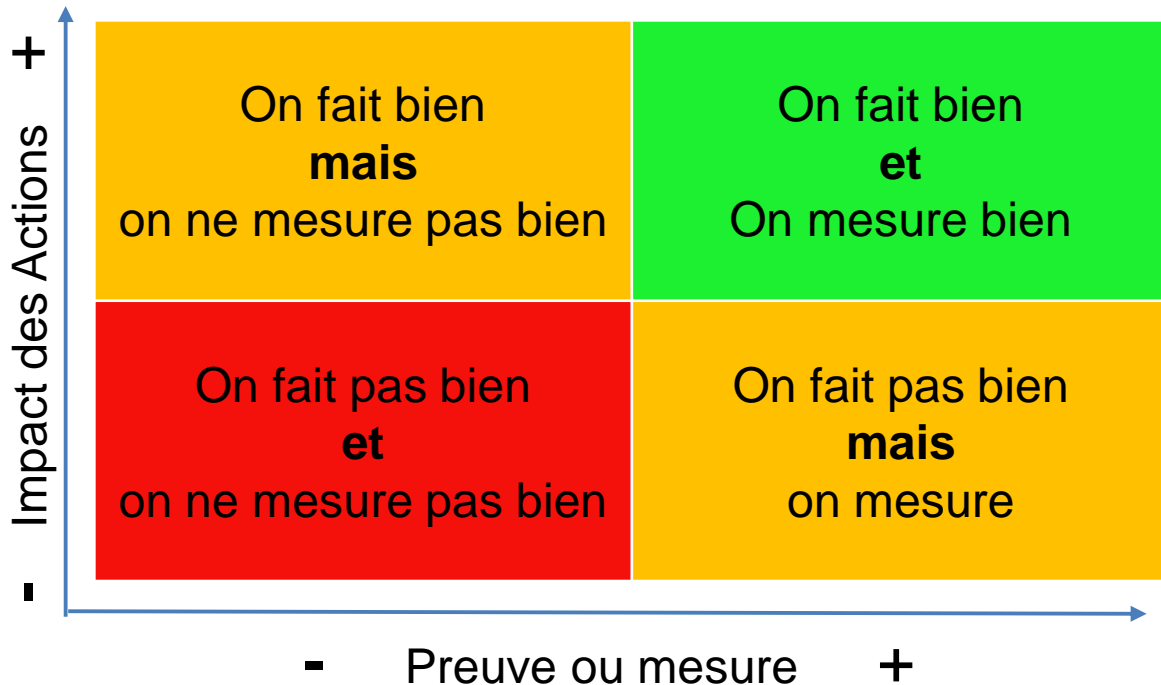 +
Impact des Actions
-
On fait bien
mais
on ne mesure pas bien
On fait bien
et
On mesure bien
On fait pas bien
et
on ne mesure pas bien
On fait pas bien
mais
on mesure
- Preuve ou mesure +